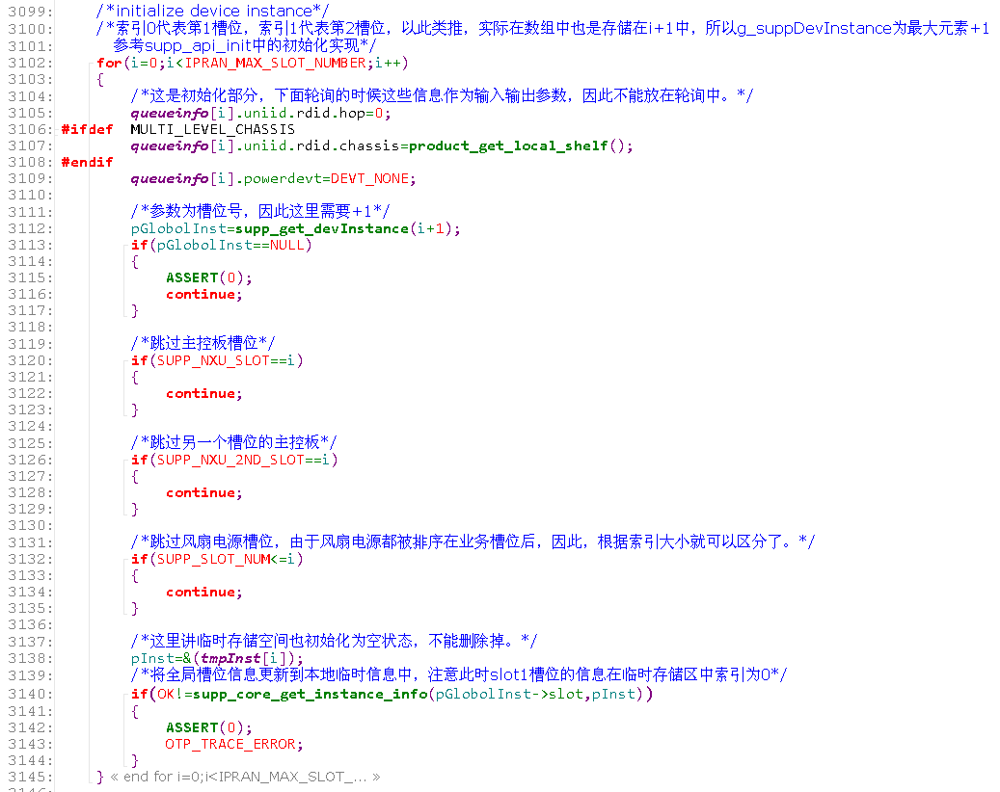 3099:     /*initialize device instance*/
3100:     /*索引0代表第1槽位，索引1代表第2槽位，以此类推，实际在数组中也是存储在i+1中，所以g_suppDevInstance为最大元素+1
3101:       参考supp_api_init中的初始化实现*/
3102:     for(i=0;i<IPRAN_MAX_SLOT_NUMBER;i++)
3103:     {
3104:         /*这是初始化部分，下面轮询的时候这些信息作为输入输出参数，因此不能放在轮询中。*/
3105:         queueinfo[i].uniid.rdid.hop=0;
3106: #ifdef  MULTI_LEVEL_CHASSIS
3107:         queueinfo[i].uniid.rdid.chassis=product_get_local_shelf();
3108: #endif
3109:         queueinfo[i].powerdevt=DEVT_NONE;
3110:
3111:         /*参数为槽位号，因此这里需要+1*/
3112:         pGlobolInst=supp_get_devInstance(i+1);
3113:         if(pGlobolInst==NULL)
3114:         {
3115:             ASSERT(0);
3116:             continue;
3117:         }
3118:
3119:         /*跳过主控板槽位*/
3120:         if(SUPP_NXU_SLOT==i)
3121:         {
3122:             continue;
3123:         }
3124:
3125:         /*跳过另一个槽位的主控板*/
3126:         if(SUPP_NXU_2ND_SLOT==i)
3127:         {
3128:             continue;
3129:         }
3130:
3131:         /*跳过风扇电源槽位，由于风扇电源都被排序在业务槽位后，因此，根据索引大小就可以区分了。*/
3132:         if(SUPP_SLOT_NUM<=i)
3133:         {
3134:             continue;
3135:         }
3136:
3137:         /*这里讲临时存储空间也初始化为空状态，不能删除掉。*/
3138:         pInst=&(tmpInst[i]);
3139:         /*将全局槽位信息更新到本地临时信息中，注意此时slot1槽位的信息在临时存储区中索引为0*/
3140:         if(OK!=supp_core_get_instance_info(pGlobolInst->slot,pInst))
3141:         {
3142:             ASSERT(0);
3143:             OTP_TRACE_ERROR;
3144:         }
3145:     } « end for i=0;i<IPRAN_MAX_SLOT_... »